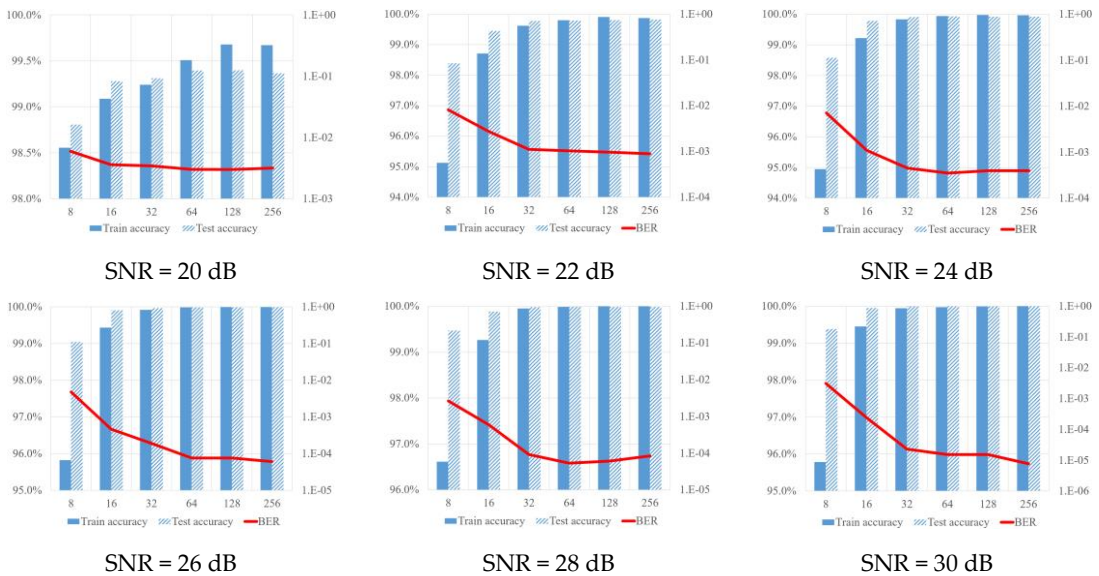 100.0%
99.5%
99.0%
98.5%
98.0%
1.E+00
1.E-01
1.E-02
1.E-03
8 16 32 64 128 256
Train accuracy Test accuracy BER
SNR = 20 dB
100.0%
99.0%
98.0%
97.0%
96.0%
95.0%
94.0%
1.E+00
1.E-01
1.E-02
1.E-03
1.E-04
8 16 32 64 128 256
Train accuracy Test accuracy BER
SNR = 22 dB
100.0%
99.0%
98.0%
97.0%
96.0%
95.0%
94.0%
1.E+00
1.E-01
1.E-02
1.E-03
1.E-04
8 16 32 64 128 256
Train accuracy Test accuracy BER
SNR = 24 dB
100.0%
99.0%
98.0%
97.0%
96.0%
95.0%
1.E+00
1.E-01
1.E-02
1.E-03
1.E-04
1.E-05
8 16 32 64 128 256
Train accuracy Test accuracy BER
SNR = 26 dB
100.0%
99.0%
98.0%
97.0%
96.0%
1.E+00
1.E-01
1.E-02
1.E-03
1.E-04
1.E-05
8 16 32 64 128 256
Train accuracy Test accuracy BER
SNR = 28 dB
100.0%
99.0%
98.0%
97.0%
96.0%
95.0%
1.E+00
1.E-01
1.E-02
1.E-03
1.E-04
1.E-05
1.E-06
8 16 32 64 128 256
Train accuracy Test accuracy BER
SNR = 30 dB